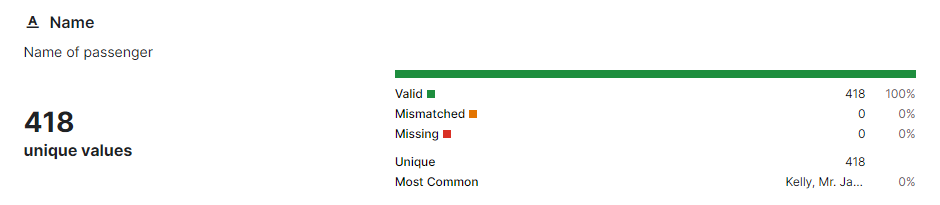 A Name
Name of passenger
418
unique values
Valid 418 100%
Mismatched 0 0%
Missing 0 0%
Unique 418
Most Common Kelly, Mr. Ja... 0%